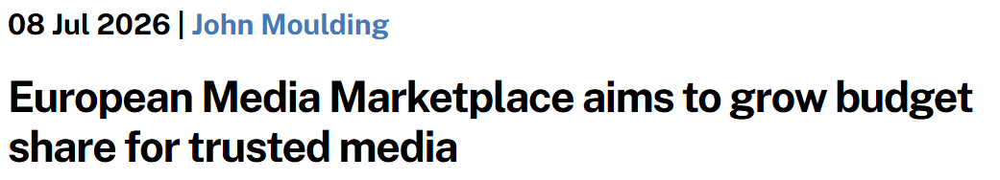 08 Jul 2026 | John Moulding
European Media Marketplace aims to grow budget
share for trusted media